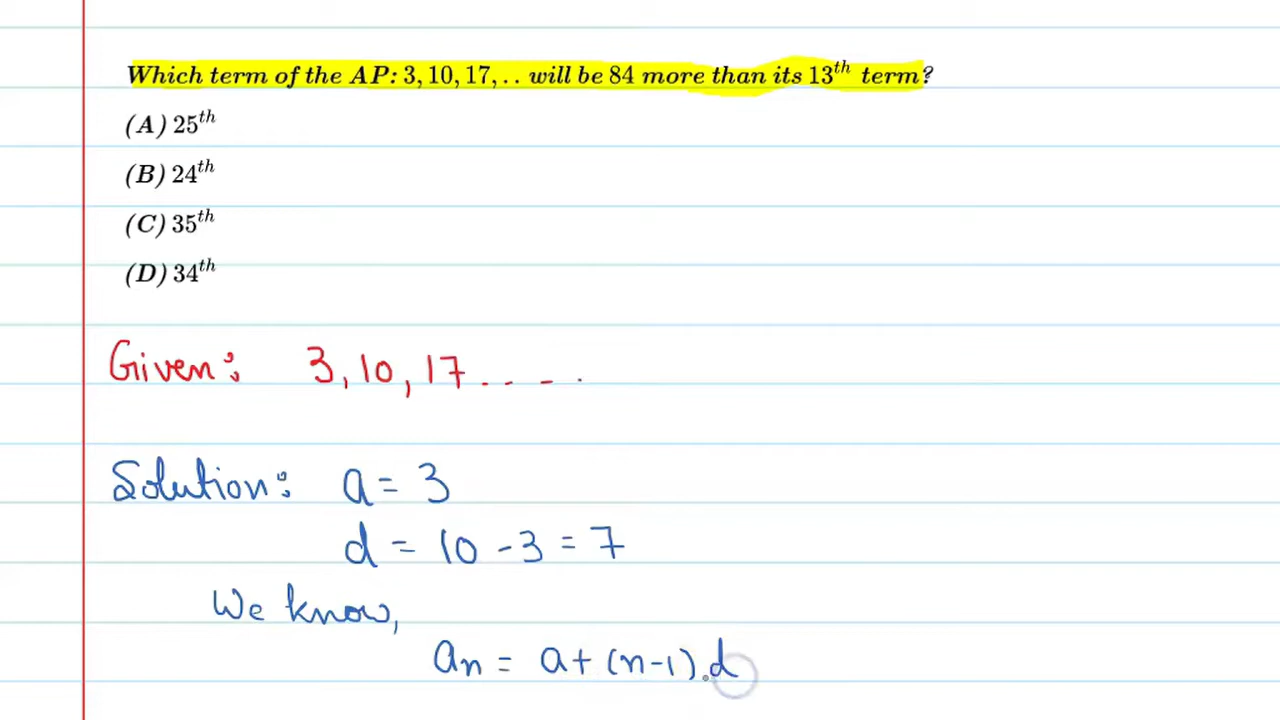 Which term of the AP: 3, 10, 17, . . will be 84 more than its 13th term?
(A) 25th
(B) 24th
(C) 35th
(D) 34th
Given: 3, 10, 17 . . . . .
Solution: a = 3
d = 10 - 3 = 7
We know,
an = a + (n-1).d